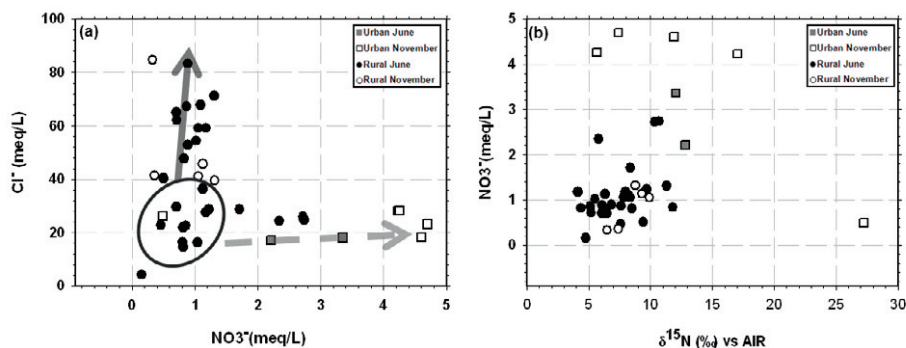 100
80
60
40
20
0
Cl⁻ (meq/L)
(a)
Urban June
Urban November
Rural June
Rural November
0 1 2 3 4 5
NO3⁻(meq/L)
5
4
3
2
1
0
NO3⁻(meq/L)
(b)
Urban June
Urban November
Rural June
Rural November
0 5 10 15 20 25 30
δ¹⁵N (‰) vs AIR